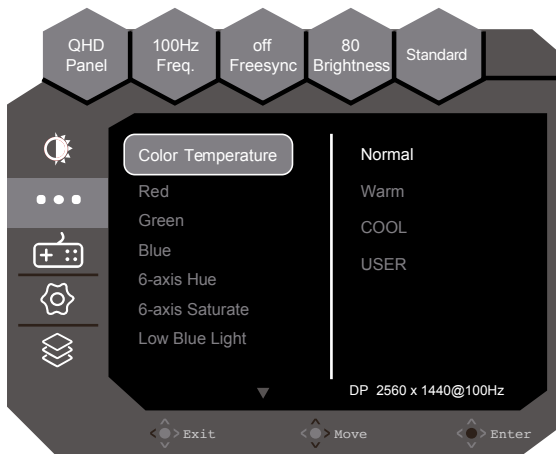 QHD
Panel
100Hz
Freq.
off
Freesync
80
Brightness
Standard
Color Temperature
Red
Green
Blue
6-axis Hue
6-axis Saturate
Low Blue Light
Normal
Warm
COOL
USER
DP 2560 x 1440@100Hz
Exit
Move
Enter